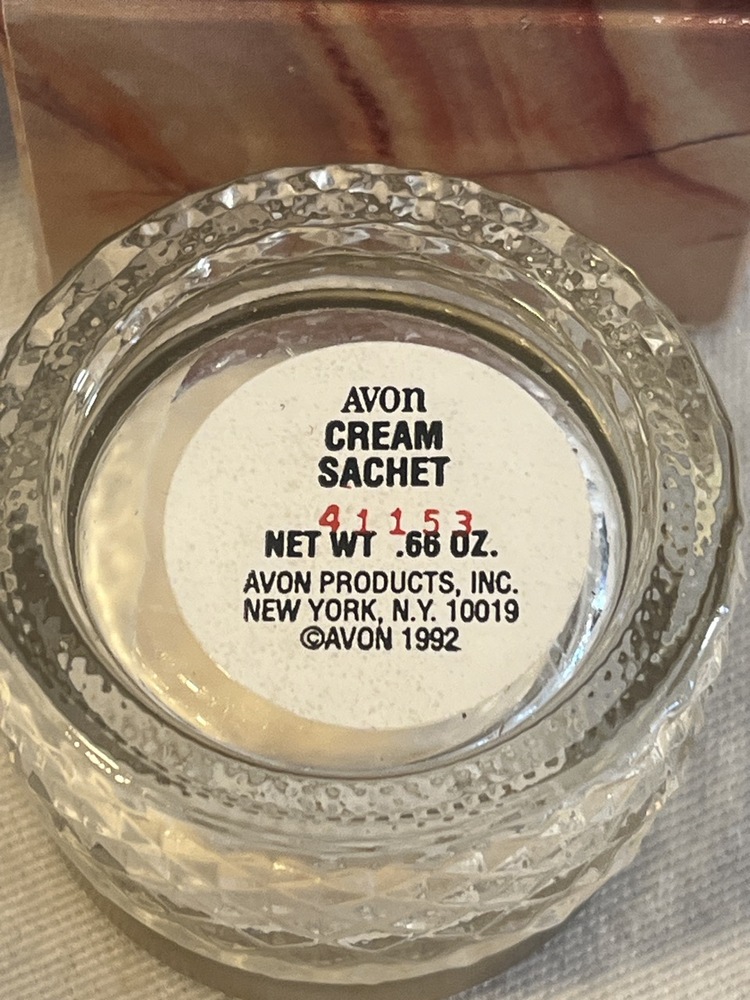 AVON
CREAM
SACHET
41153
NET WT .66 OZ.
AVON PRODUCTS, INC.
NEW YORK, N.Y. 10019
©AVON 1992